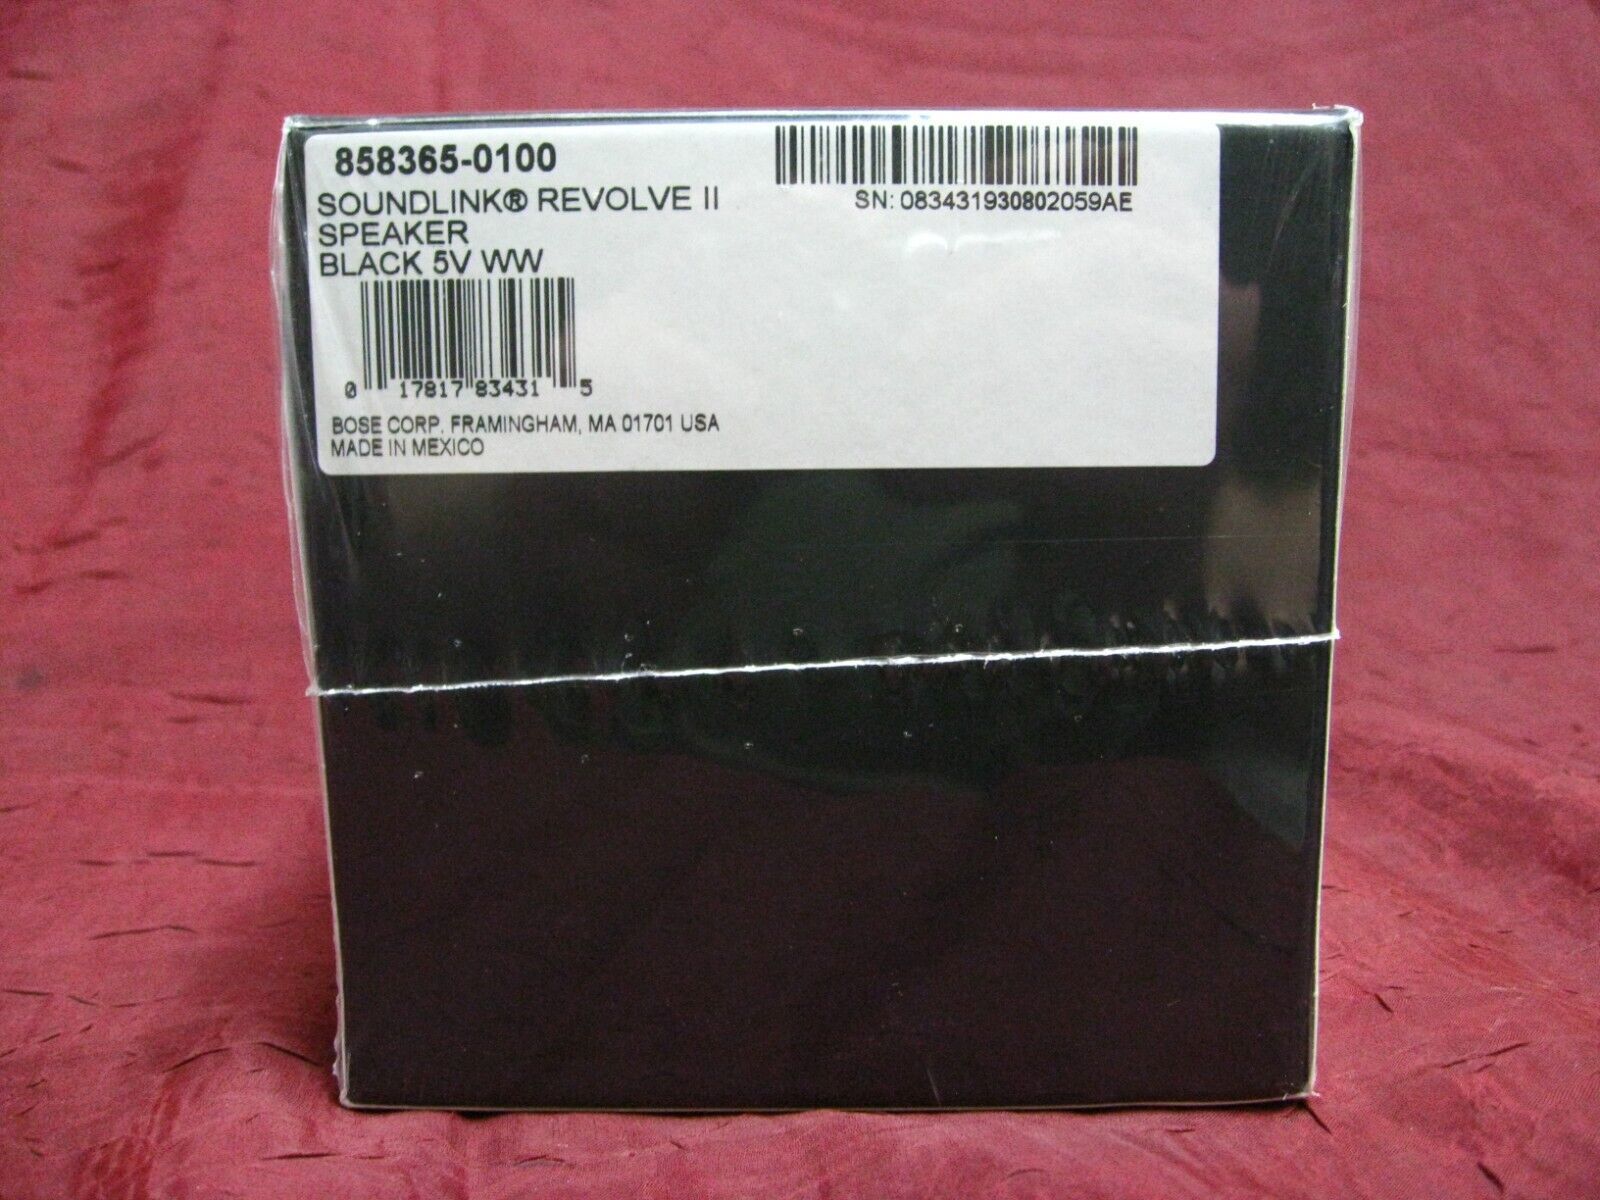 858365-0100
SN: 083431930802059AE
SOUNDLINK® REVOLVE II
SPEAKER
BLACK 5V WW
0 17817 83431 5
BOSE CORP. FRAMINGHAM, MA 01701 USA
MADE IN MEXICO